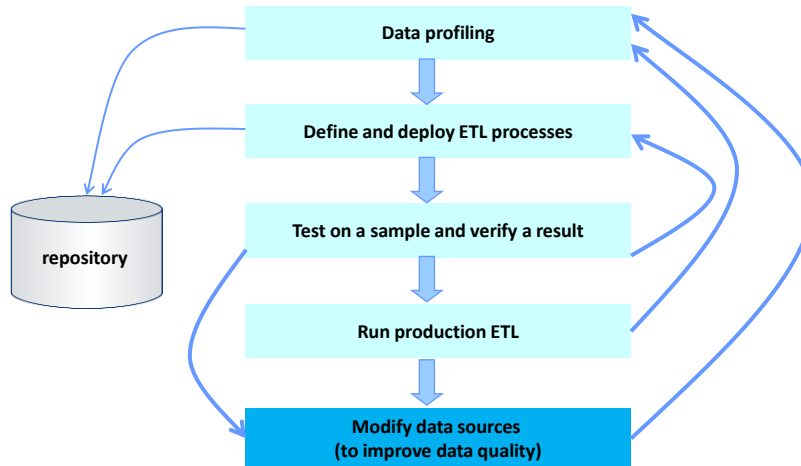 Data profiling
Define and deploy ETL processes
Test on a sample and verify a result
repository
Run production ETL
Modify data sources
(to improve data quality)